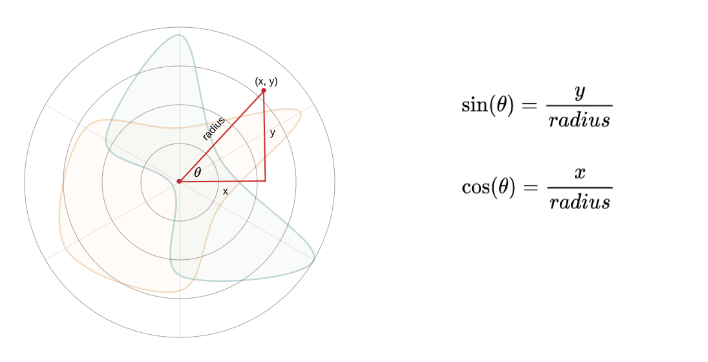 (x, y)
radius
y
θ
x
sin(θ) = y / radius
cos(θ) = x / radius